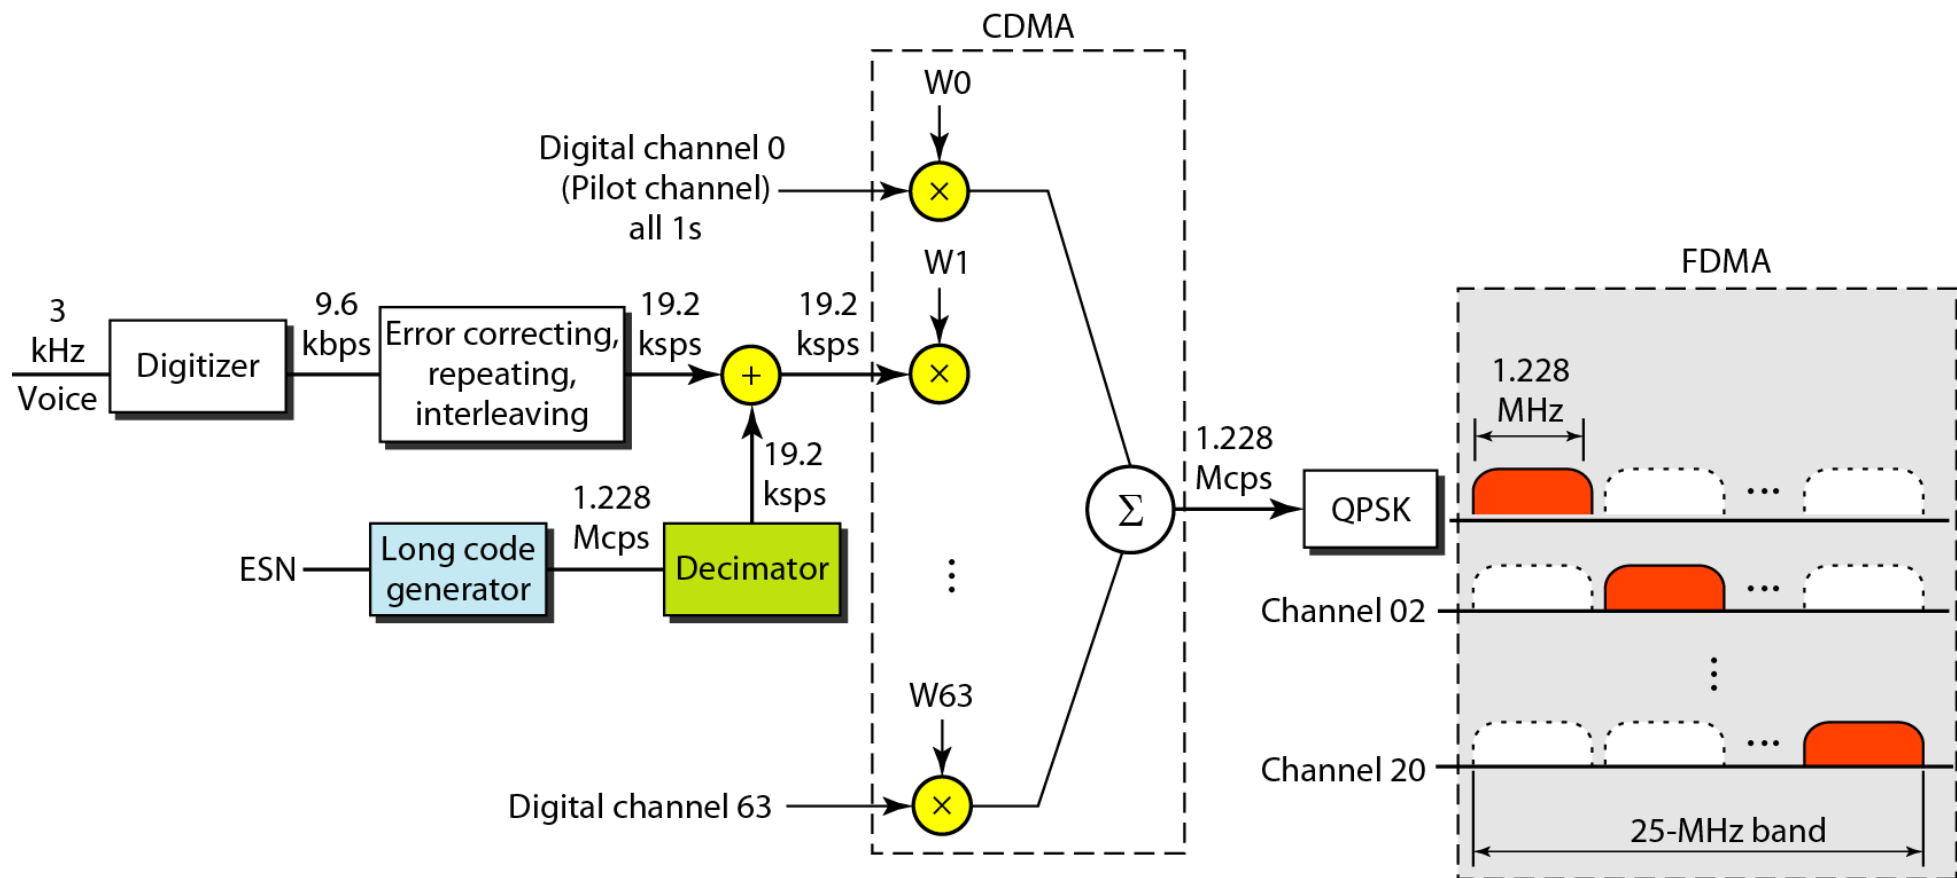 CDMA
W0
Digital channel 0
(Pilot channel)
all 1s
W1
FDMA
3
kHz
Voice
Digitizer
9.6
kbps
Error correcting,
repeating,
interleaving
19.2
ksps
+
19.2
ksps
×
×
1.228
MHz
19.2
ksps
1.228
Mcps
ESN
Long code
generator
Decimator
Σ
1.228
Mcps
QPSK
...
Channel 02
...
W63
Digital channel 63
×
Channel 20
...
25-MHz band